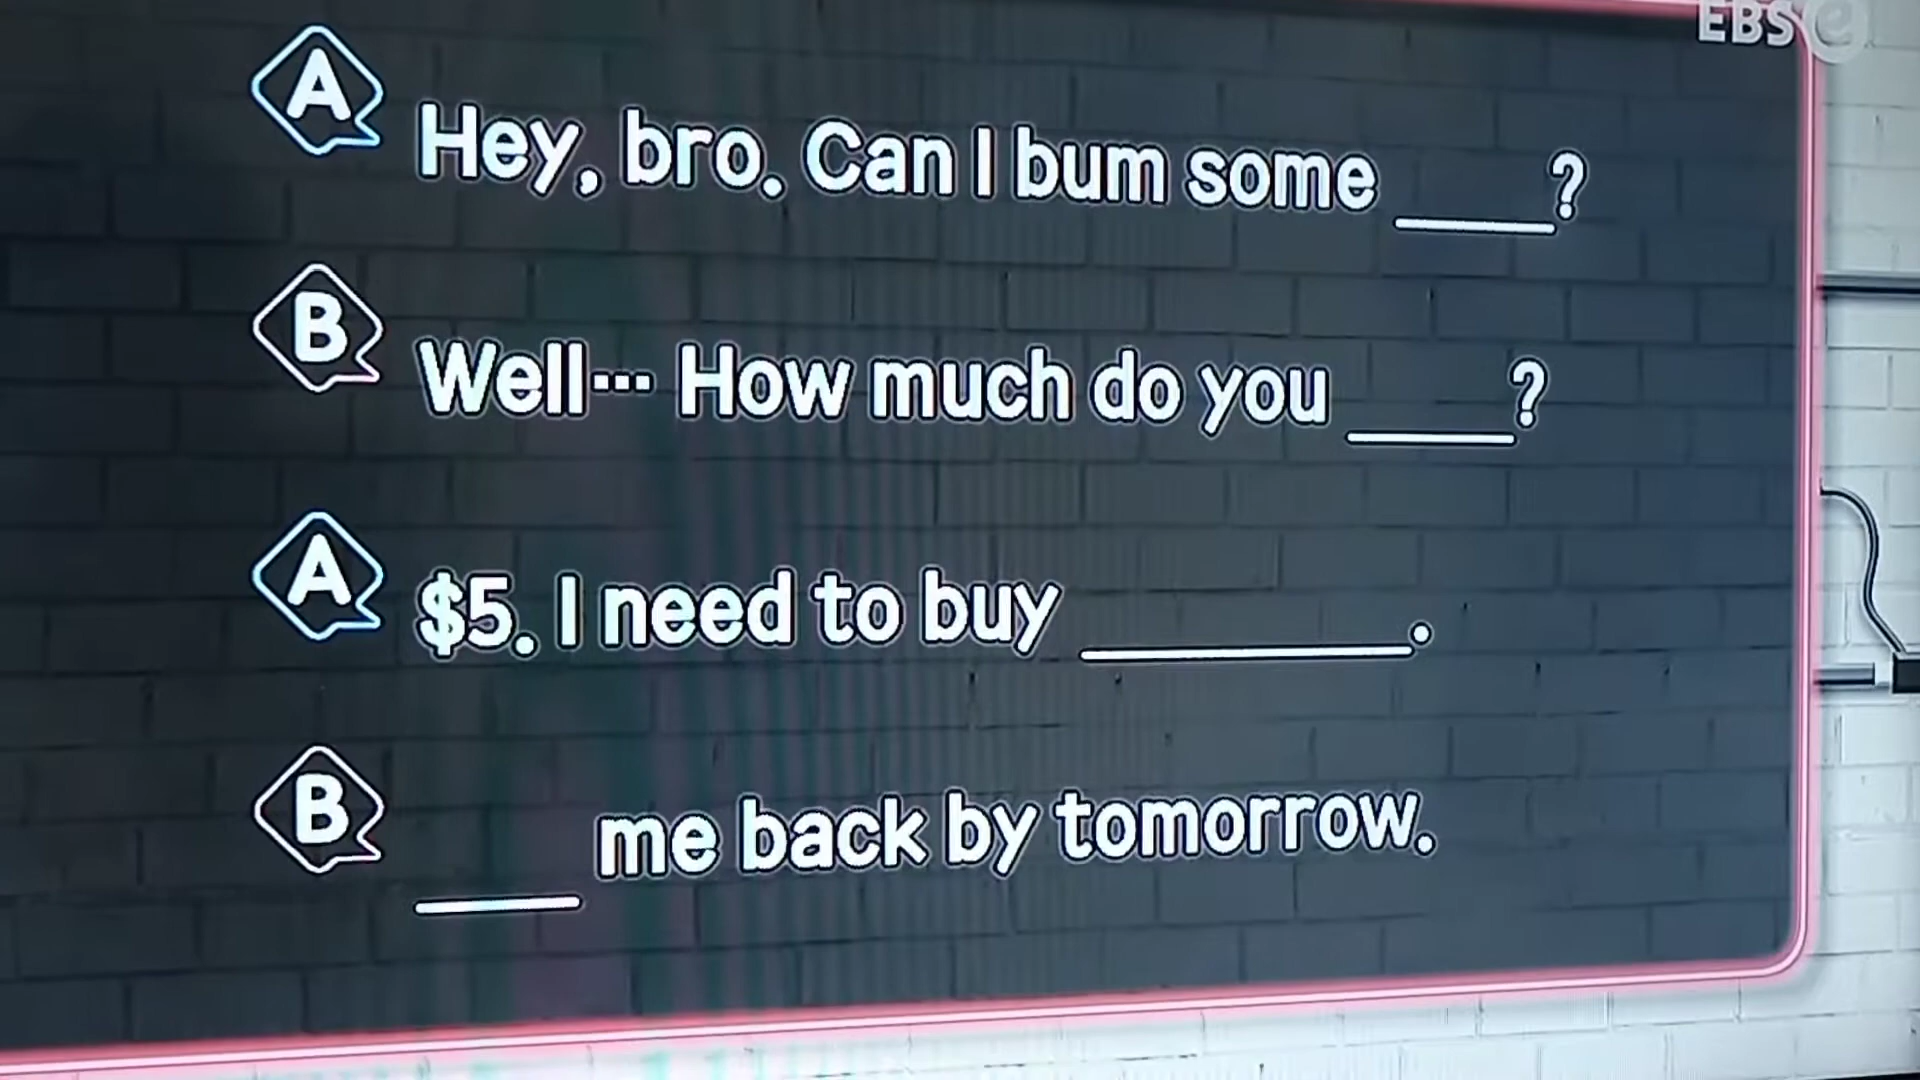 EBS e
A Hey, bro. Can I bum some ____?
B Well… How much do you ____?
A $5. I need to buy ________.
B ____ me back by tomorrow.